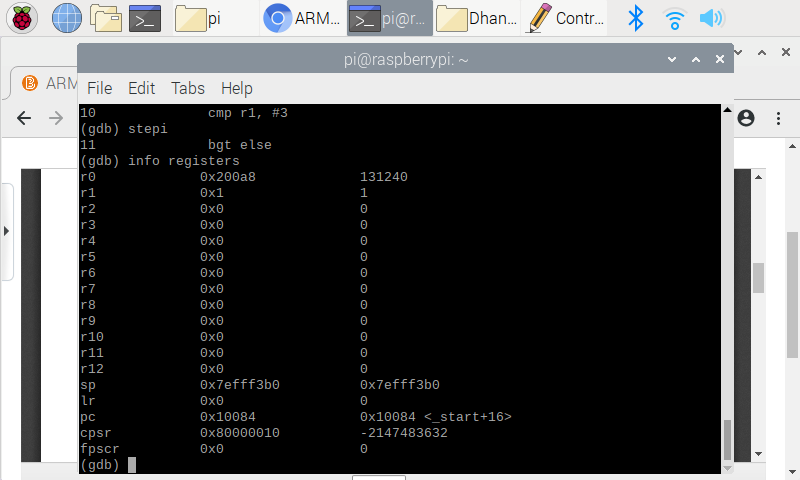 pi
ARM...
pi@r...
Dhan...
Contr...
pi@raspberrypi: ~
ARM
File Edit Tabs Help
10 cmp r1, #3
(gdb) stepi
11 bgt else
(gdb) info registers
r0 0x200a8 131240
r1 0x1 1
r2 0x0 0
r3 0x0 0
r4 0x0 0
r5 0x0 0
r6 0x0 0
r7 0x0 0
r8 0x0 0
r9 0x0 0
r10 0x0 0
r11 0x0 0
r12 0x0 0
sp 0x7efff3b0 0x7efff3b0
lr 0x0 0
pc 0x10084 0x10084 <_start+16>
cpsr 0x80000010 -2147483632
fpscr 0x0 0
(gdb)